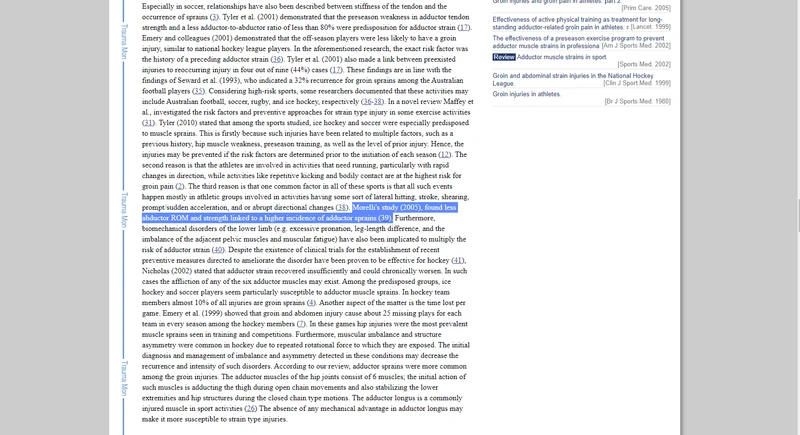 Especially in soccer, relationships have also been described between stiffness of the tendon and the
occurrence of sprains (3). Tyler et al. (2001) demonstrated that the preseason weakness in adductor tendon
strength and a less adductor-to-abductor ratio of less than 80% were predisposition for adductor strain (17).
Emery and colleagues (2001) demonstrated that the off-season players were less likely to have a groin
injury, similar to national hockey league players. In the aforementioned research, the exact risk factor was
the history of a preceding adductor strain (36). Tyler et al. (2001) also made a link between preexisted
injuries to reoccurring injury in four out of nine (44%) cases (17). These findings are in line with the
findings of Seward et al. (1993), who indicated a 32% recurrence for groin sprains among the Australian
football players (35). Considering high-risk sports, some researchers documented that these activities may
include Australian football, soccer, rugby, and ice hockey, respectively (36-38). In a novel review Maffey et
al., investigated the risk factors and preventive approaches for strain type injury in some exercise activities
(31). Tyler (2010) stated that among the sports studied, ice hockey and soccer were especially predisposed
to muscle sprains. This is firstly because such injuries have been related to multiple factors, such as a
previous history, hip muscle weakness, preseason training, as well as the level of prior injury. Hence, the
injuries may be prevented if the risk factors are determined prior to the initiation of each season (12). The
second reason is that the athletes are involved in activities that need running, particularly with rapid
changes in direction, while activities like repetitive kicking and bodily contact are at the highest risk for
groin pain (2). The third reason is that one common factor in all of these sports is that all such events
happen mostly in athletic groups involved in activities having some sort of lateral hitting, stroke, shearing,
prompt/sudden acceleration, and or abrupt directional changes (38). Morelli's study (2005), found less
abductor ROM and strength linked to a higher incidence of adductor sprains (39). Furthermore,
biomechanical disorders of the lower limb (e.g. excessive pronation, leg-length difference, and the
imbalance of the adjacent pelvic muscles and muscular fatigue) have also been implicated to multiply the
risk of adductor strain (40). Despite the existence of clinical trials for the establishment of recent
preventive measures directed to ameliorate the disorder have been proven to be effective for hockey (41),
Nicholas (2002) stated that adductor strain recovered insufficiently and could chronically worsen. In such
cases the affliction of any of the six adductor muscles may exist. Among the predisposed groups, ice
hockey and soccer players seem particularly susceptible to adductor muscle sprains. In hockey team
members almost 10% of all injuries are groin sprains (4). Another aspect of the matter is the time lost per
game. Emery et al. (1999) showed that groin and abdomen injury cause about 25 missing plays for each
team in every season among the hockey members (7). In these games hip injuries were the most prevalent
muscle sprains seen in training and competitions. Furthermore, muscular imbalance and structure
asymmetry were common in hockey due to repeated rotational force to which they are exposed. The initial
diagnosis and management of imbalance and asymmetry detected in these conditions may decrease the
recurrence and intensity of such disorders. According to our review, adductor sprains were more common
among the groin injuries. The adductor muscles of the hip joints consist of 6 muscles; the initial action of
such muscles is adducting the thigh during open chain movements and also stabilizing the lower
extremities and hip structures during the closed chain type motions. The adductor longus is a commonly
injured muscle in sport activities (26) The absence of any mechanical advantage in adductor longus may
make it more susceptible to strain type injuries.
Trauma Mon
Trauma Mon
Trauma Mon
Groin injuries and groin pain in athletes: part 2.
[Prim Care. 2005]
Effectiveness of active physical training as treatment for long-
standing adductor-related groin pain in athletes: r [Lancet. 1999]
The effectiveness of a preseason exercise program to prevent
adductor muscle strains in professiona [Am J Sports Med. 2002]
Review Adductor muscle strains in sport.
[Sports Med. 2002]
Groin and abdominal strain injuries in the National Hockey
League. [Clin J Sport Med. 1999]
Groin injuries in athletes.
[Br J Sports Med. 1980]